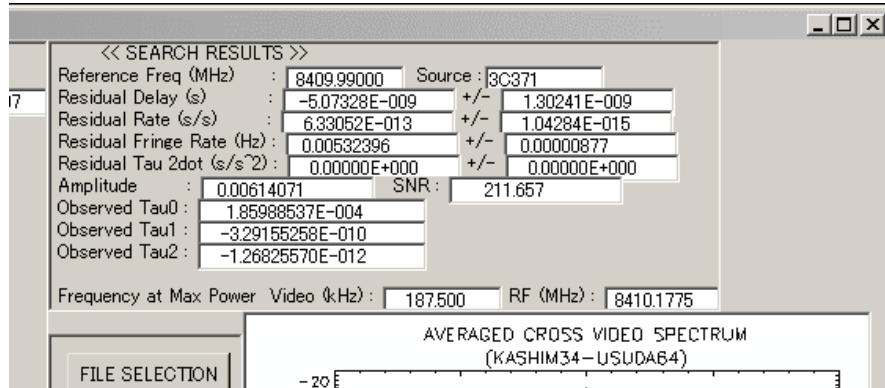 << SEARCH RESULTS >>
Reference Freq (MHz) : 8409.99000 Source : 3C371
Residual Delay (s) : -5.07328E-009 +/- 1.30241E-009
Residual Rate (s/s) : 6.33052E-013 +/- 1.04284E-015
Residual Fringe Rate (Hz) : 0.00532396 +/- 0.00000877
Residual Tau 2dot (s/s^2) : 0.00000E+000 +/- 0.00000E+000
Amplitude : 0.00614071 SNR : 211.657
Observed Tau0 : 1.85988537E-004
Observed Tau1 : -3.29155258E-010
Observed Tau2 : -1.26825570E-012
Frequency at Max Power Video (kHz) : 187.500 RF (MHz) : 8410.1775
AVERAGED CROSS VIDEO SPECTRUM
(KASHIM34-USUDA64)
FILE SELECTION
-20